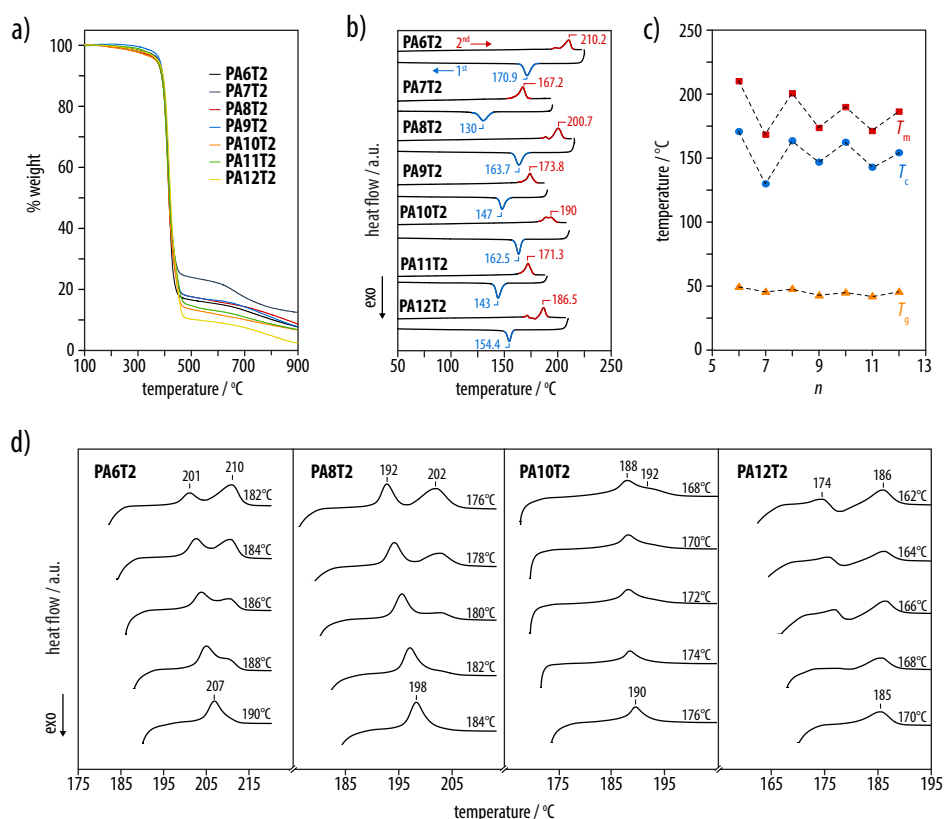 a)
% weight
100
80
60
40
20
0
PA6T2
PA7T2
PA8T2
PA9T2
PA10T2
PA11T2
PA12T2
100
300
500
700
900
temperature / °C
b)
heat flow / a.u.
exo
PA6T2
2nd
210.2
1st
170.9
PA7T2
167.2
130
PA8T2
200.7
163.7
PA9T2
173.8
147
PA10T2
190
162.5
PA11T2
171.3
143
PA12T2
186.5
154.4
50
100
150
200
250
temperature / °C
c)
temperature / °C
250
200
150
100
50
0
Tm
Tc
Tg
5
7
9
11
13
n
d)
heat flow / a.u.
exo
PA6T2
201
210
182°C
184°C
186°C
188°C
207
190°C
175
195
205
215
PA8T2
192
202
176°C
178°C
180°C
182°C
198
184°C
195
205
PA10T2
188
192
168°C
170°C
172°C
174°C
190
176°C
175
185
195
PA12T2
174
186
162°C
164°C
166°C
168°C
185
170°C
165
175
185
195
temperature / °C